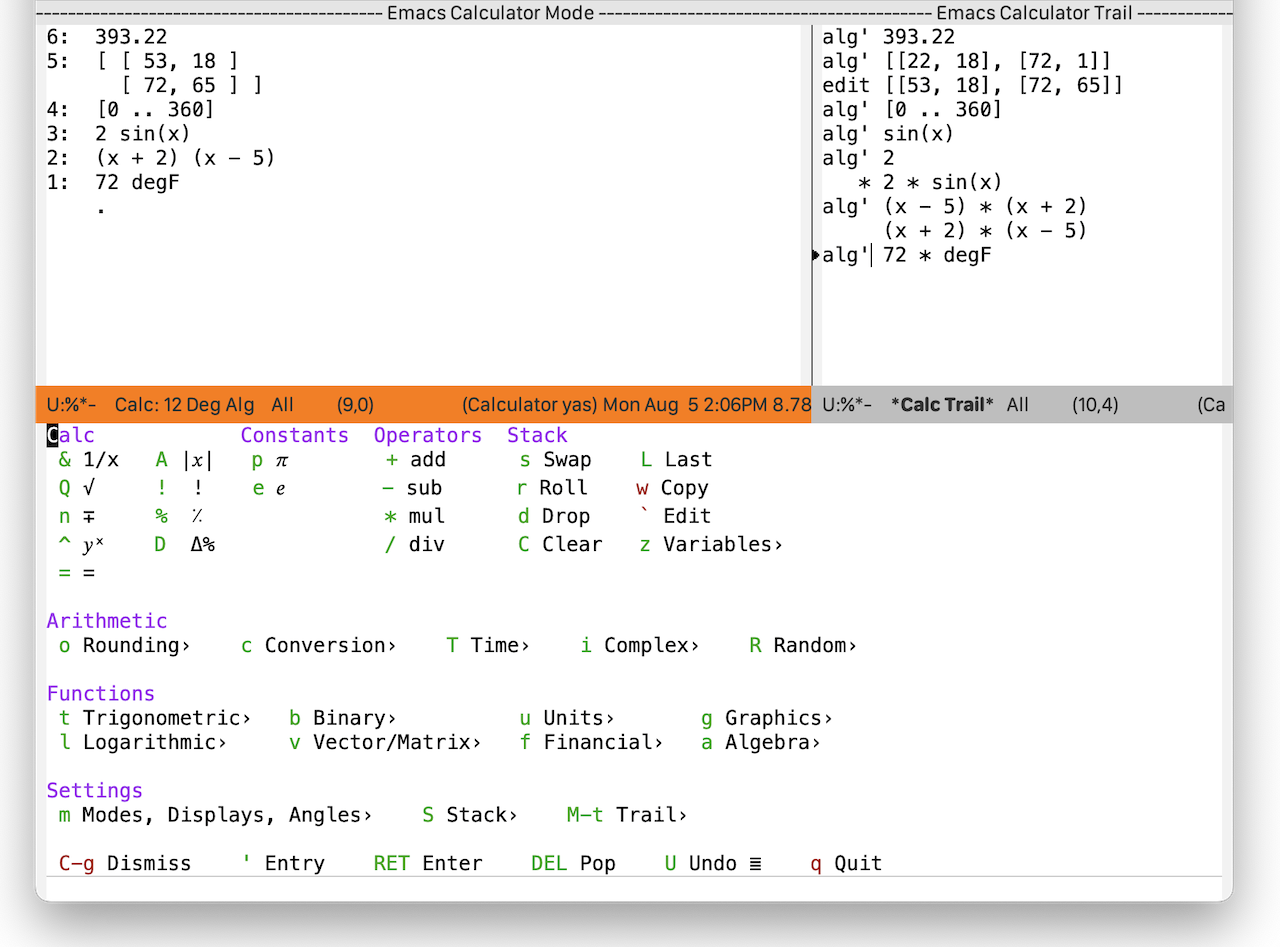 Emacs Calculator Mode
6: 393.22
5: [ [ 53, 18 ]
[ 72, 65 ] ]
4: [0 .. 360]
3: 2 sin(x)
2: (x + 2) (x - 5)
1: 72 degF
.
U:%*- Calc: 12 Deg Alg All (9,0) (Calculator yas) Mon Aug 5 2:06PM 8.78
Emacs Calculator Trail
alg' 393.22
alg' [[22, 18], [72, 1]]
edit [[53, 18], [72, 65]]
alg' [0 .. 360]
alg' sin(x)
alg' 2
* 2 * sin(x)
alg' (x - 5) * (x + 2)
(x + 2) * (x - 5)
alg' 72 * degF
U:%*- *Calc Trail* All (10,4) (Ca
Calc Constants Operators Stack
& 1/x A |x| p π + add s Swap L Last
Q √ ! ! e e - sub r Roll w Copy
n ∓ % ٪ * mul d Drop ` Edit
^ yˣ D Δ% / div C Clear z Variables›
= =
Arithmetic
o Rounding› c Conversion› T Time› i Complex› R Random›
Functions
t Trigonometric› b Binary› u Units› g Graphics›
l Logarithmic› v Vector/Matrix› f Financial› a Algebra›
Settings
m Modes, Displays, Angles› S Stack› M-t Trail›
C-g Dismiss ' Entry RET Enter DEL Pop U Undo ≣ q Quit